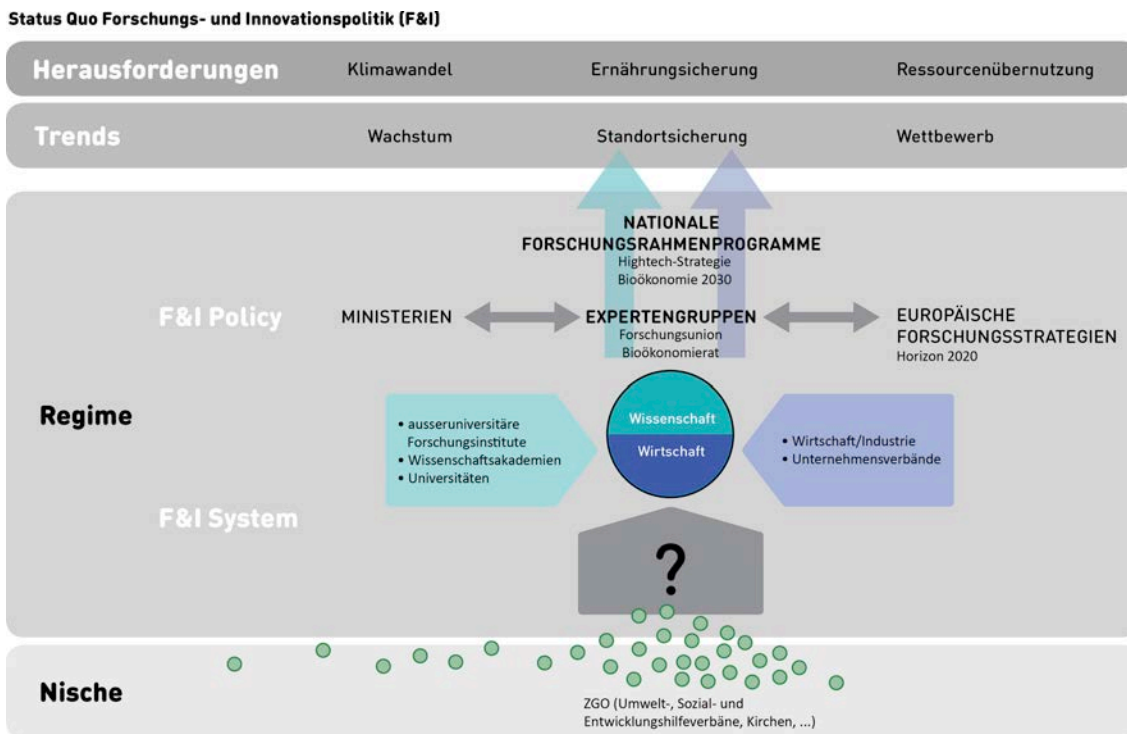 Status Quo Forschungs- und Innovationspolitik (F&I)
Herausforderungen Klimawandel Ernährungsicherung Ressourcenübernutzung
Trends Wachstum Standortsicherung Wettbewerb
NATIONALE
FORSCHUNGSRAHMENPROGRAMME
Hightech-Strategie
Bioökonomie 2030
F&I Policy
MINISTERIEN
EXPERTENGRUPPEN
Forschungsunion
Bioökonomierat
EUROPÄISCHE
FORSCHUNGSSTRATEGIEN
Horizon 2020
Regime
• ausseruniversitäre
Forschungsinstitute
• Wissenschaftsakademien
• Universitäten
Wissenschaft
Wirtschaft
• Wirtschaft/Industrie
• Unternehmensverbände
F&I System
?
Nische
ZGO (Umwelt-, Sozial- und
Entwicklungshilfeverbäne, Kirchen, ...)